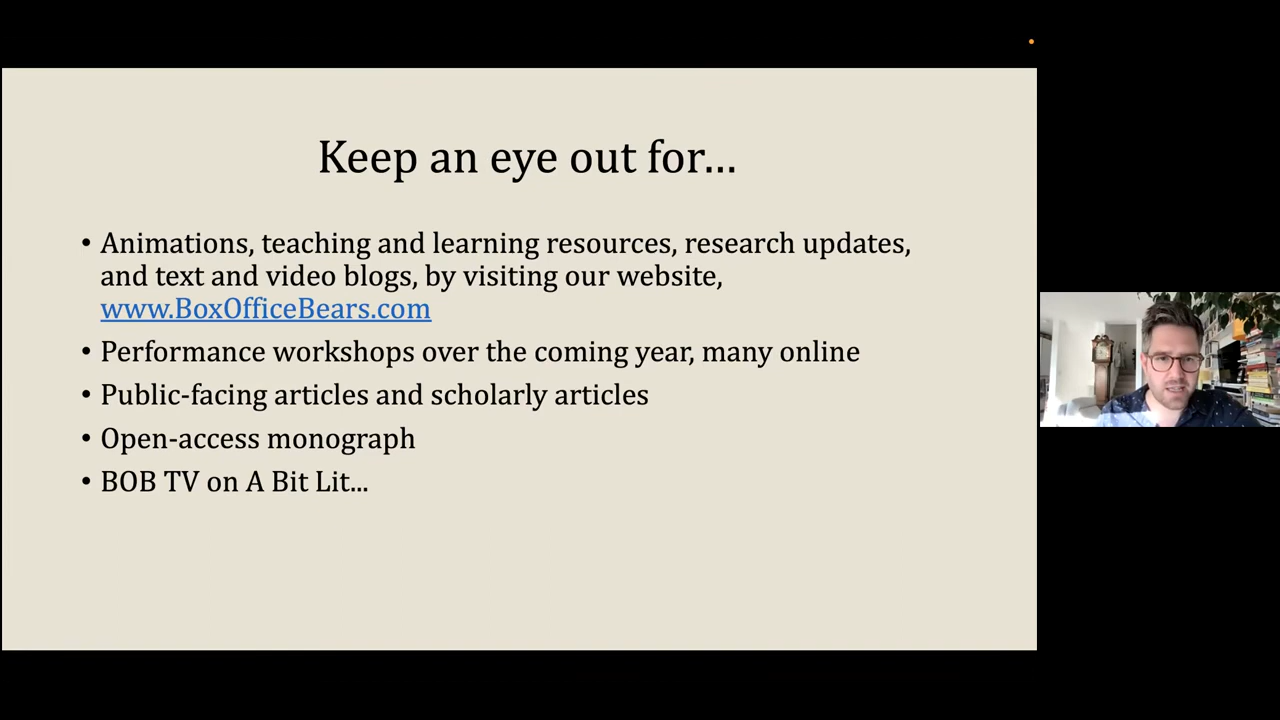 Keep an eye out for...
• Animations, teaching and learning resources, research updates,
and text and video blogs, by visiting our website,
www.BoxOfficeBears.com
• Performance workshops over the coming year, many online
• Public-facing articles and scholarly articles
• Open-access monograph
• BOB TV on A Bit Lit...